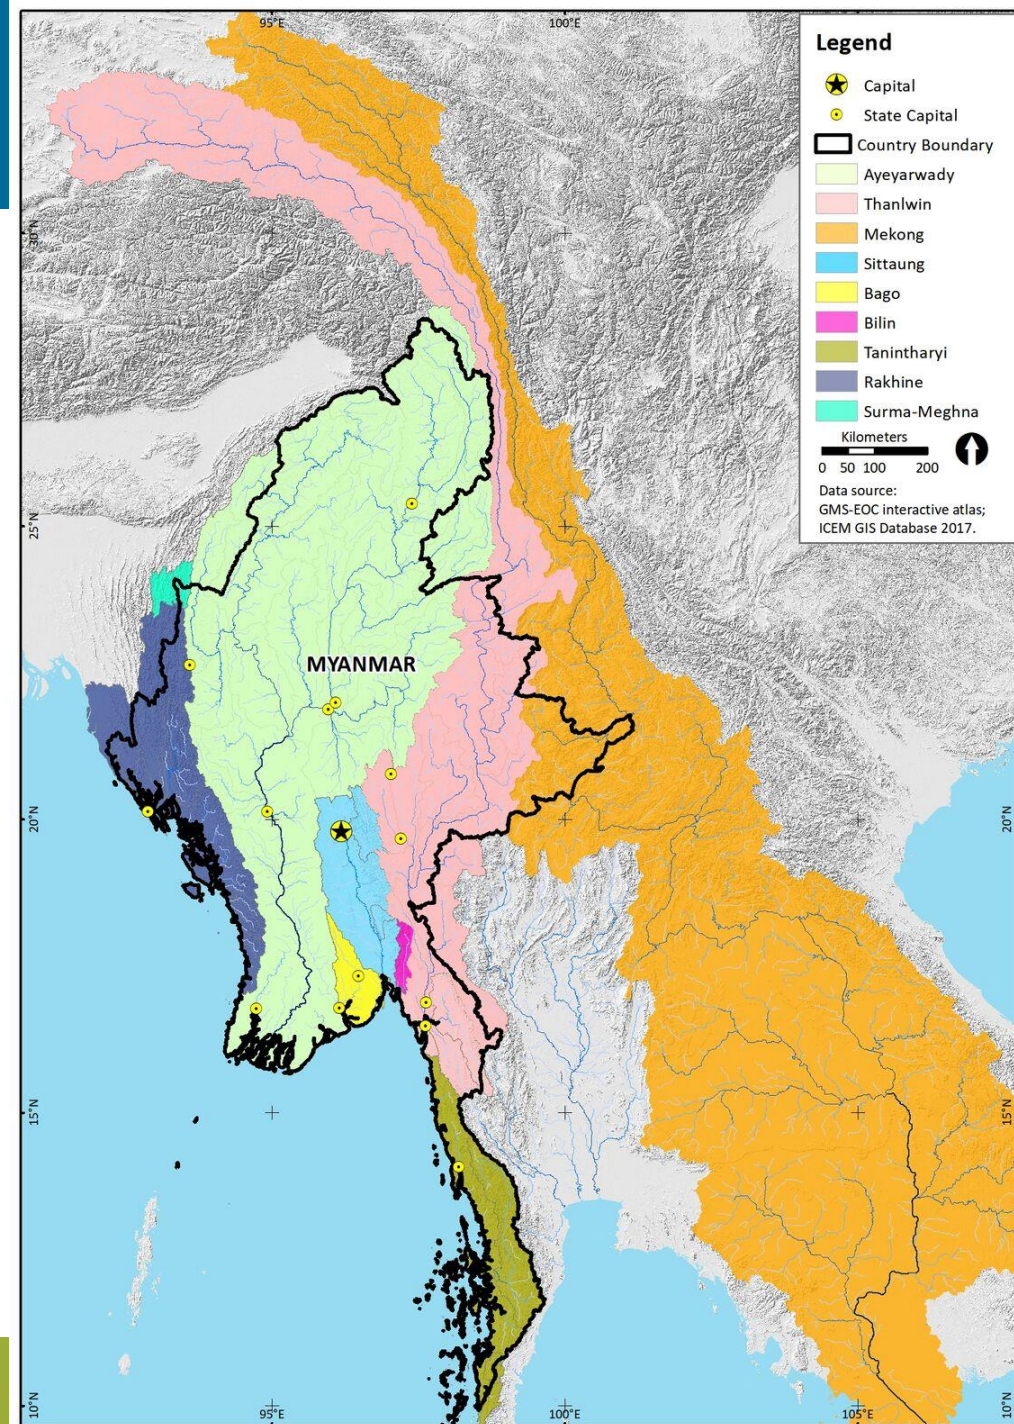 95°E
100°E
Legend
Capital
State Capital
Country Boundary
Ayeyarwady
Thanlwin
Mekong
Sittaung
Bago
Bilin
Tanintharyi
Rakhine
Surma-Meghna
Kilometers
0 50 100 200
Data source:
GMS-EOC interactive atlas;
ICEM GIS Database 2017.
30°N
25°N
MYANMAR
20°N
20°N
15°N
15°N
10°N
10°N
95°E
100°E
105°E